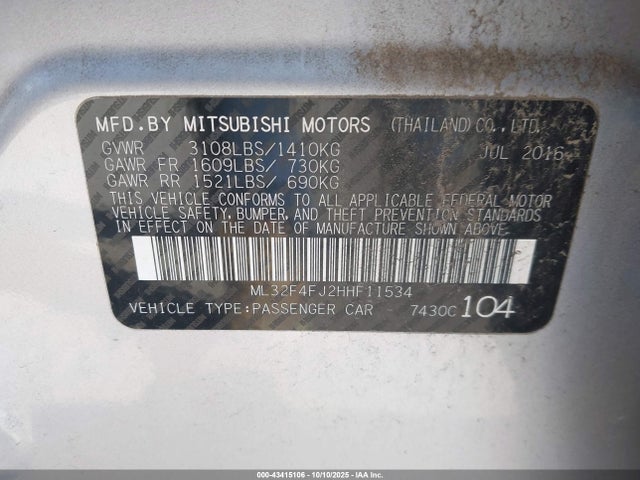 MFD. BY MITSUBISHI MOTORS (THAILAND) CO., LTD.
GVWR 3108LBS/1410KG JUL 2016
GAWR FR 1609LBS/ 730KG
GAWR RR 1521LBS/ 690KG
THIS VEHICLE CONFORMS TO ALL APPLICABLE FEDERAL MOTOR
VEHICLE SAFETY, BUMPER, AND THEFT PREVENTION STANDARDS
IN EFFECT ON THE DATE OF MANUFACTURE SHOWN ABOVE.
ML32F4FJ2HHF11534
VEHICLE TYPE:PASSENGER CAR 7430C 104
000-43415106 - 10/10/2025 - IAAI.COM